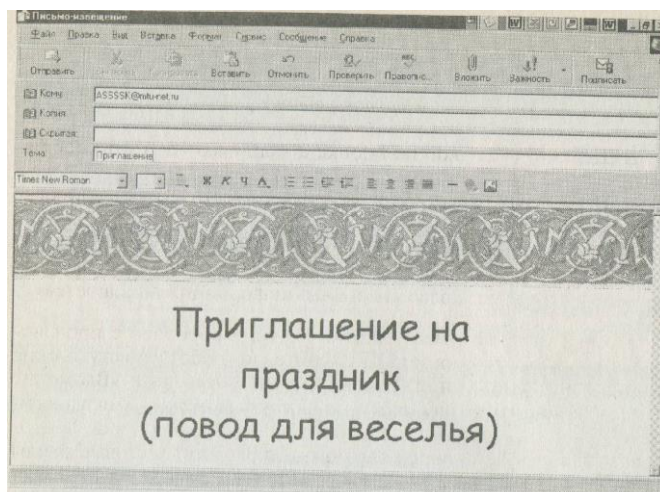 Письмо-извещение
Файл Правка Вид Вставка Формат Сервис Сообщение Справка
Отправить Вставить Отменить Проверить Правопис... Вложить Важность Подписать
Кому: ASSSSK@mtu-net.ru
Копия:
Скрытая:
Тема: Приглашение
Times New Roman Ж К Ч А
Приглашение на
праздник
(повод для веселья)